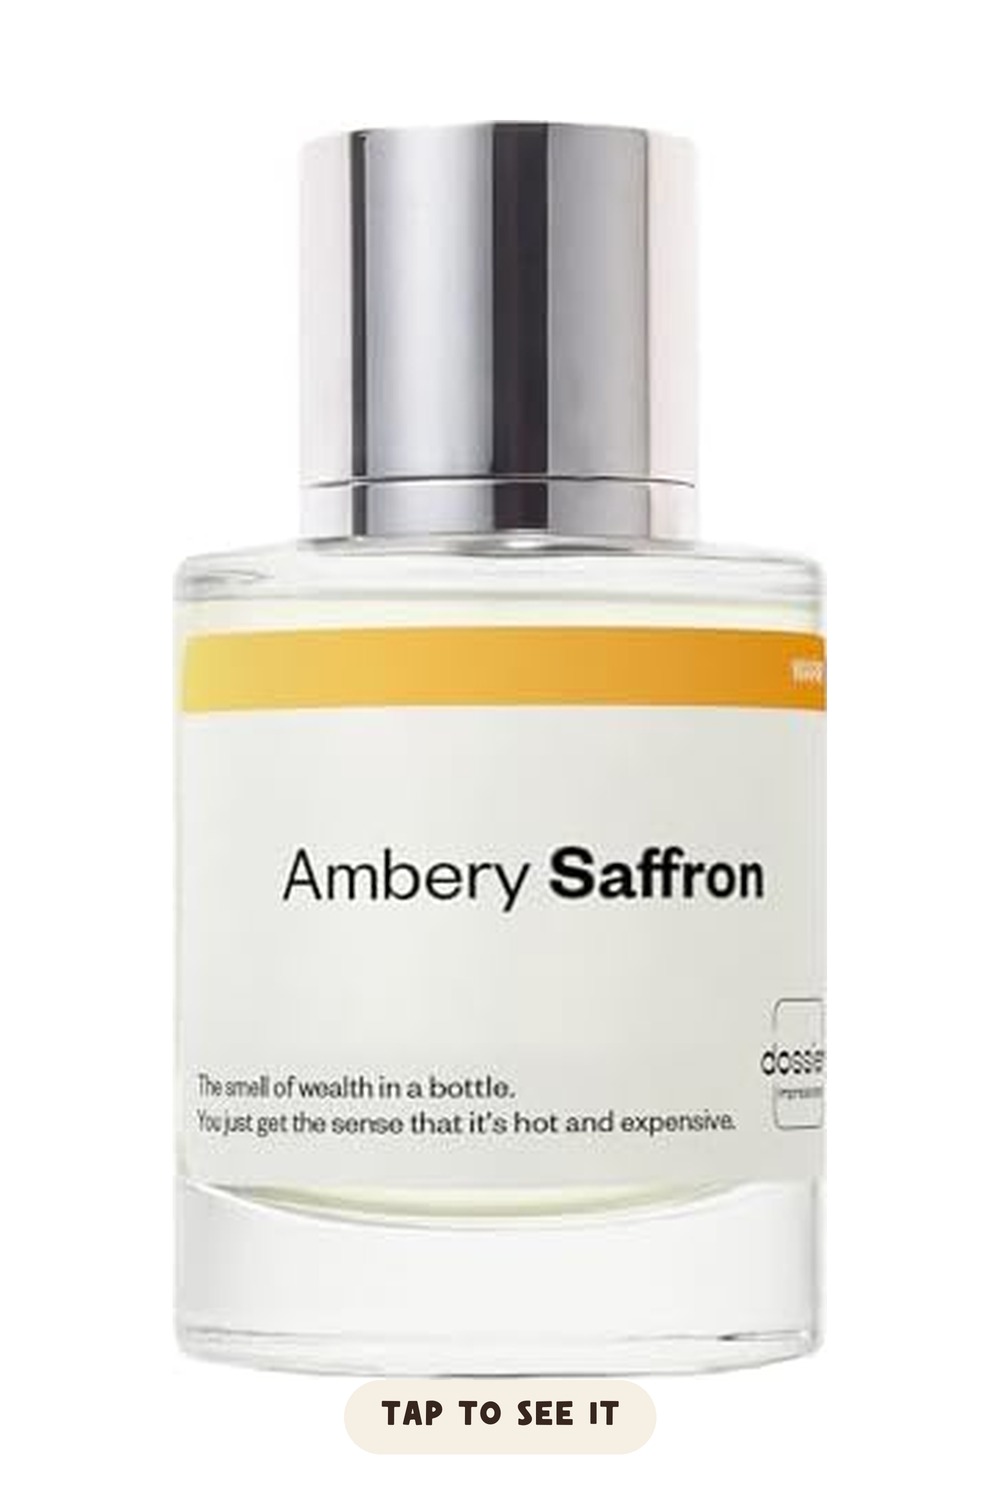 Ambery Saffron
The smell of wealth in a bottle.
You just get the sense that it's hot and expensive.
dossier
TAP TO SEE IT